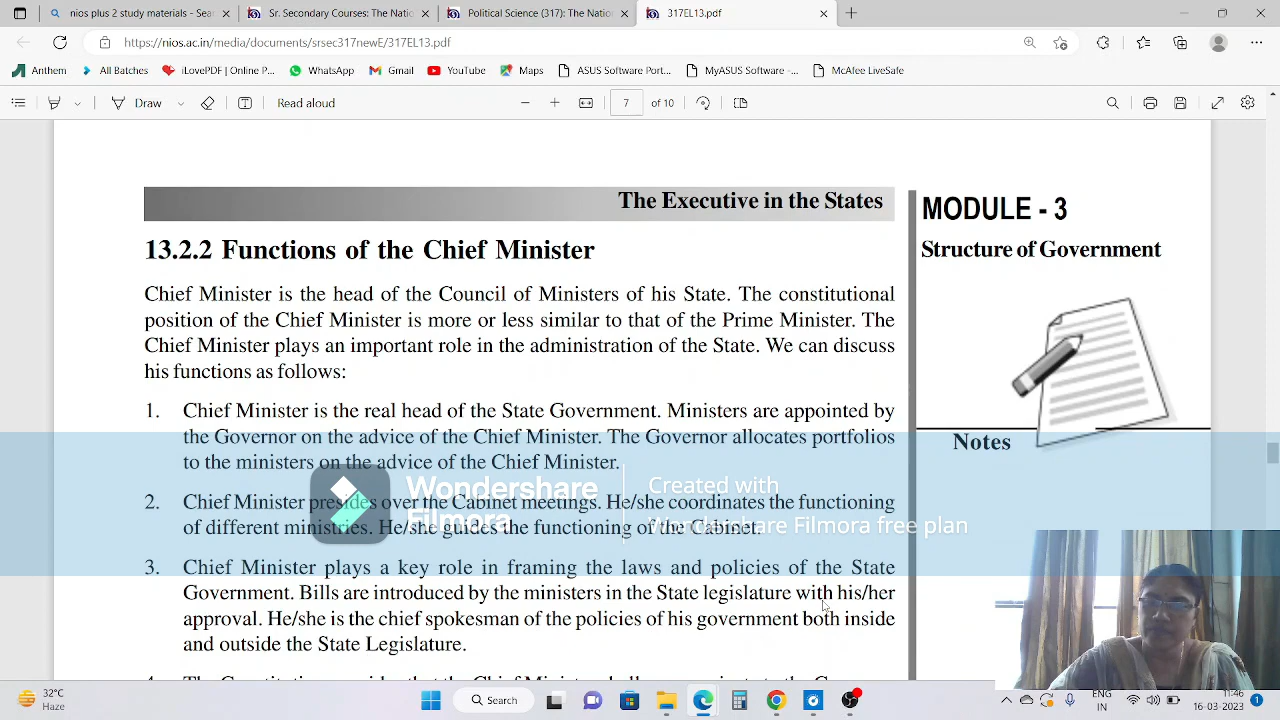 nios plus 2 study materials - Sear
Sr. Secondary Courses: The Natio
Political Science (317): The Nation
317EL13.pdf
https://nios.ac.in/media/documents/srsec317newE/317EL13.pdf
Anthem
All Batches
iLovePDF | Online P...
WhatsApp
Gmail
YouTube
Maps
ASUS Software Port...
MyASUS Software -...
McAfee LiveSafe
Draw
Read aloud
7
of 10
The Executive in the States
MODULE - 3
13.2.2 Functions of the Chief Minister
Structure of Government
Chief Minister is the head of the Council of Ministers of his State. The constitutional
position of the Chief Minister is more or less similar to that of the Prime Minister. The
Chief Minister plays an important role in the administration of the State. We can discuss
his functions as follows:
1. Chief Minister is the real head of the State Government. Ministers are appointed by
the Governor on the advice of the Chief Minister. The Governor allocates portfolios
to the ministers on the advice of the Chief Minister.
Notes
2. Chief Minister presides over the Cabinet meetings. He/she coordinates the functioning
of different ministries. He/she guides the functioning of the Cabinet.
Wondershare
Filmora
Created with
Wondershare Filmora free plan
3. Chief Minister plays a key role in framing the laws and policies of the State
Government. Bills are introduced by the ministers in the State legislature with his/her
approval. He/she is the chief spokesman of the policies of his government both inside
and outside the State Legislature.
32°C
Haze
Search
ENG
IN
11:46
16-03-2023
1